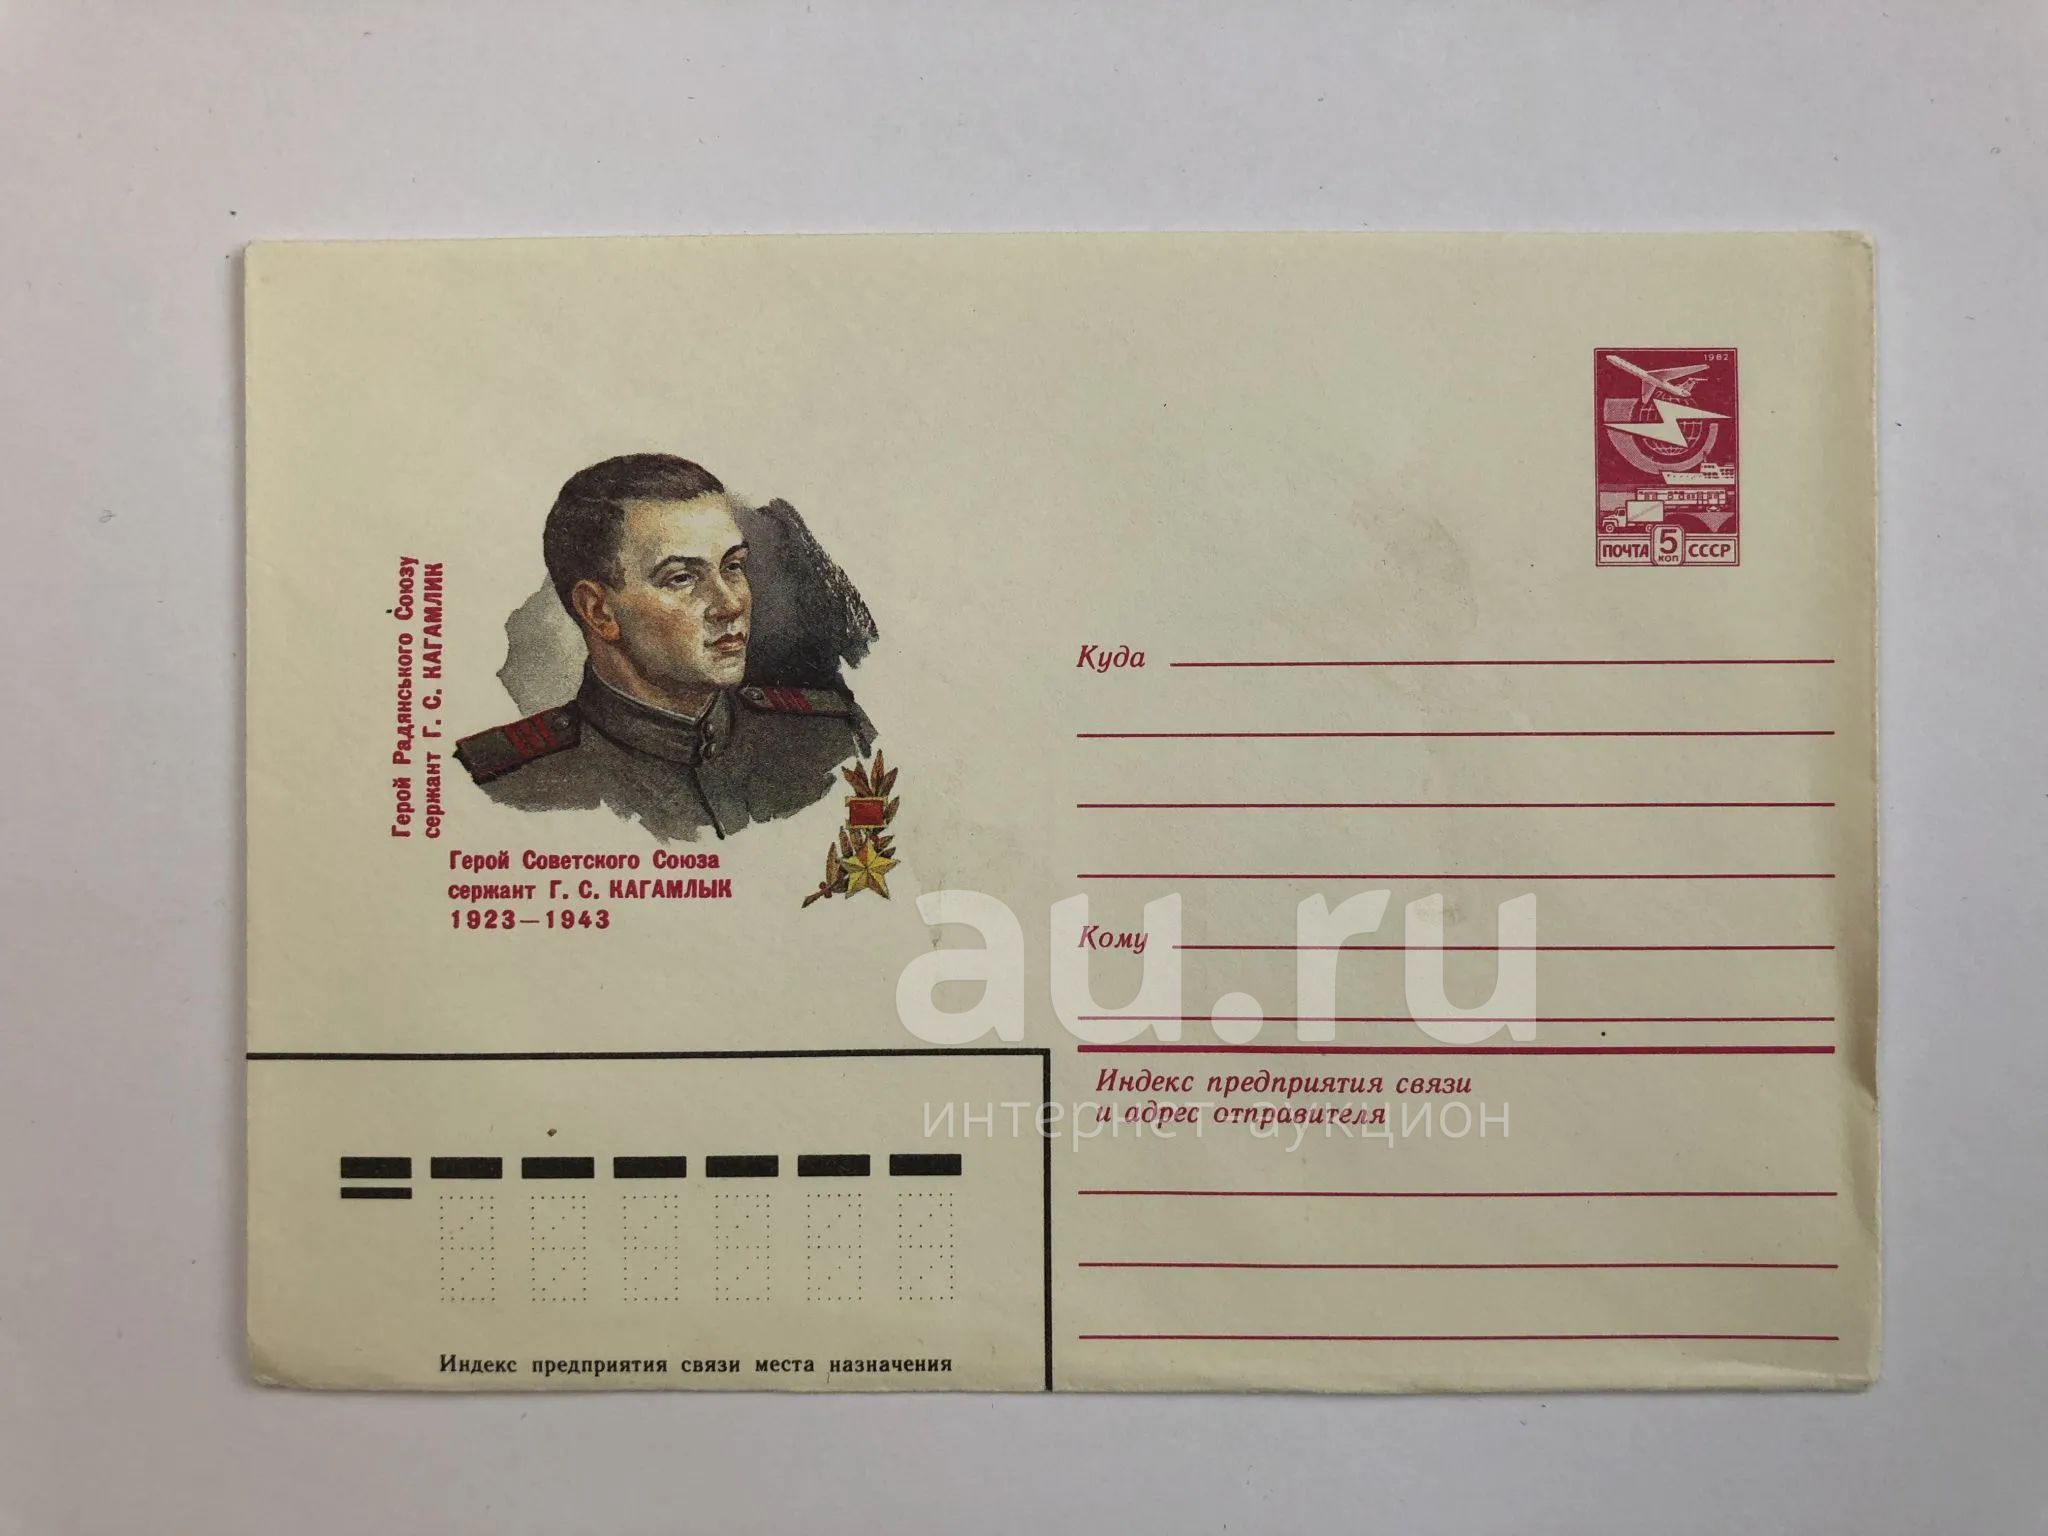 Герой Радянського Союзу
сержант Г. С. КАГАМЛИК
Герой Советского Союза
сержант Г. С. КАГАМЛЫК
1923—1943
1982
ПОЧТА 5 КОП СССР
Куда
Кому
Индекс предприятия связи
и адрес отправителя
Индекс предприятия связи места назначения
au.ru
интернет-аукцион